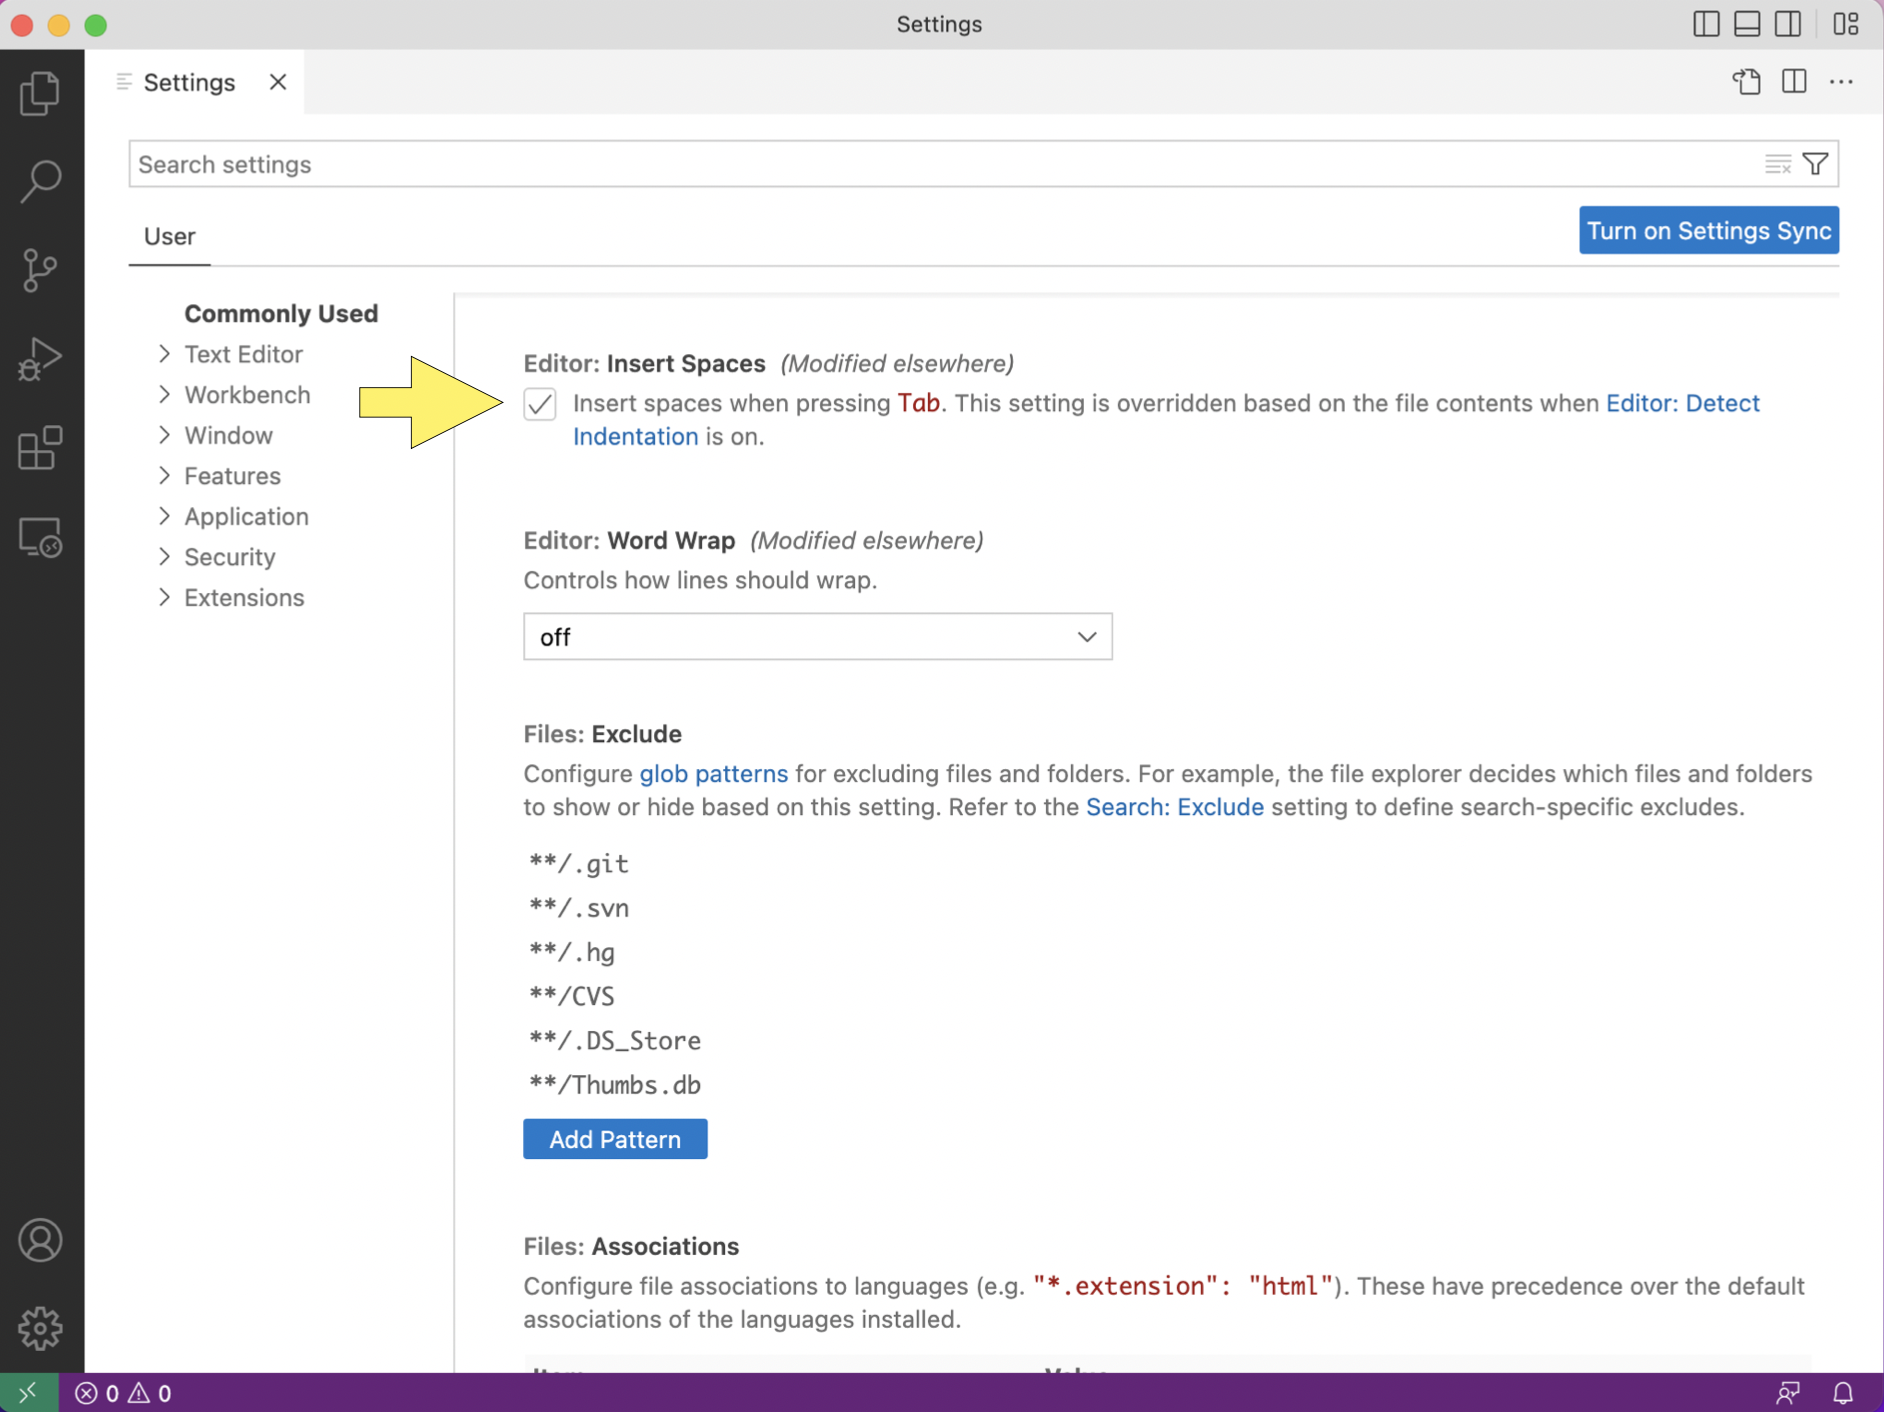 Settings
Settings
Search settings
User
Turn on Settings Sync
Commonly Used
Text Editor
Workbench
Window
Features
Application
Security
Extensions
Editor: Insert Spaces (Modified elsewhere)
Insert spaces when pressing Tab. This setting is overridden based on the file contents when Editor: Detect
Indentation is on.
Editor: Word Wrap (Modified elsewhere)
Controls how lines should wrap.
off
Files: Exclude
Configure glob patterns for excluding files and folders. For example, the file explorer decides which files and folders
to show or hide based on this setting. Refer to the Search: Exclude setting to define search-specific excludes.
**/.git
**/.svn
**/.hg
**/CVS
**/.DS_Store
**/Thumbs.db
Add Pattern
Files: Associations
Configure file associations to languages (e.g. "*.extension": "html"). These have precedence over the default
associations of the languages installed.
0 0